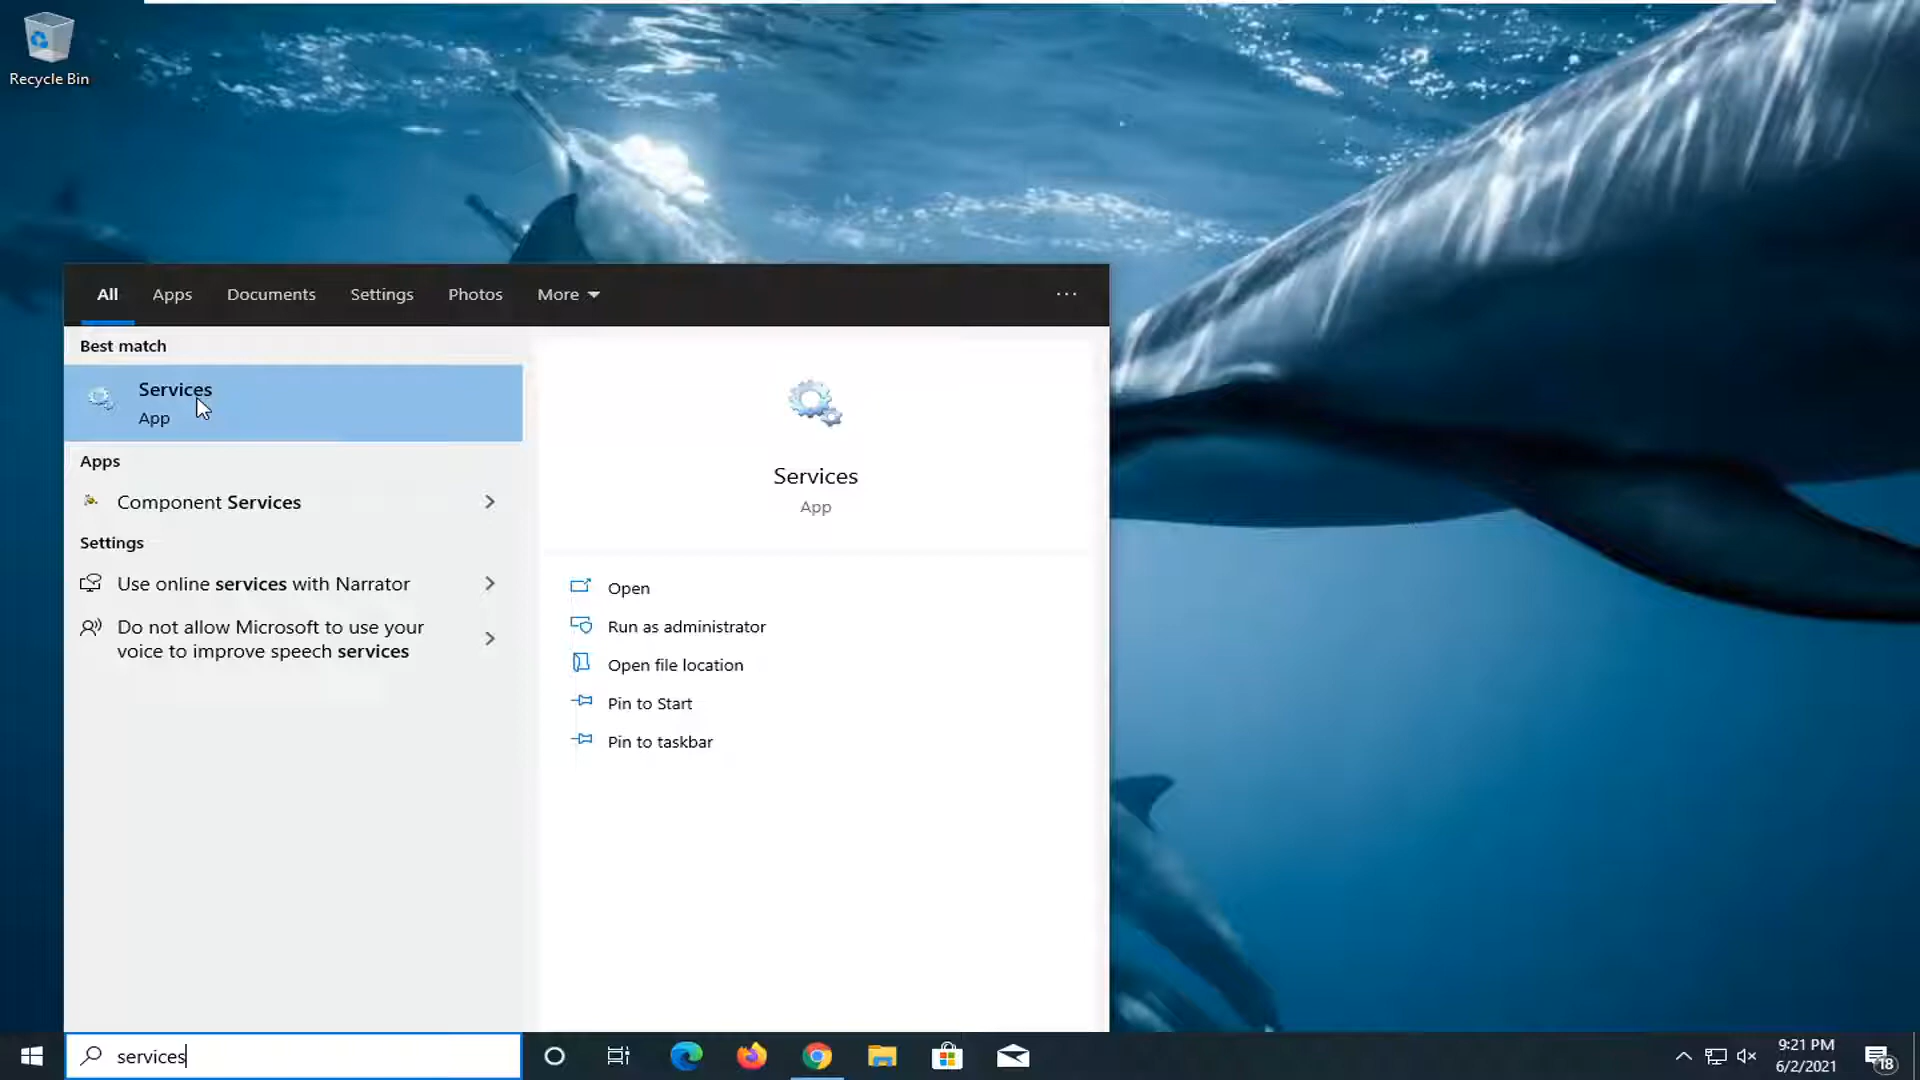 Recycle Bin
All Apps Documents Settings Photos More ...
Best match
Services
App
Apps
Component Services
Settings
Use online services with Narrator
Do not allow Microsoft to use your
voice to improve speech services
Services
App
Open
Run as administrator
Open file location
Pin to Start
Pin to taskbar
services
9:21 PM
6/2/2021
18